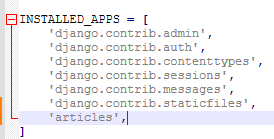 INSTALLED_APPS = [
    'django.contrib.admin',
    'django.contrib.auth',
    'django.contrib.contenttypes',
    'django.contrib.sessions',
    'django.contrib.messages',
    'django.contrib.staticfiles',
    'articles',
]